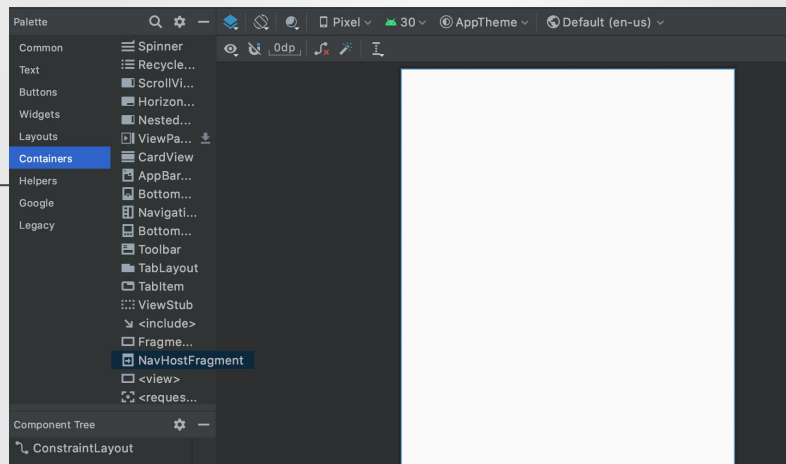 Palette
Pixel
30
AppTheme
Default (en-us)
Common
Text
Buttons
Widgets
Layouts
Containers
Helpers
Google
Legacy
Spinner
Recycle...
ScrollVi...
Horizon...
Nested...
ViewPa...
CardView
AppBar...
Bottom...
Navigati...
Bottom...
Toolbar
TabLayout
TabItem
ViewStub
<include>
Fragme...
NavHostFragment
<view>
<reques...
0dp
Component Tree
ConstraintLayout